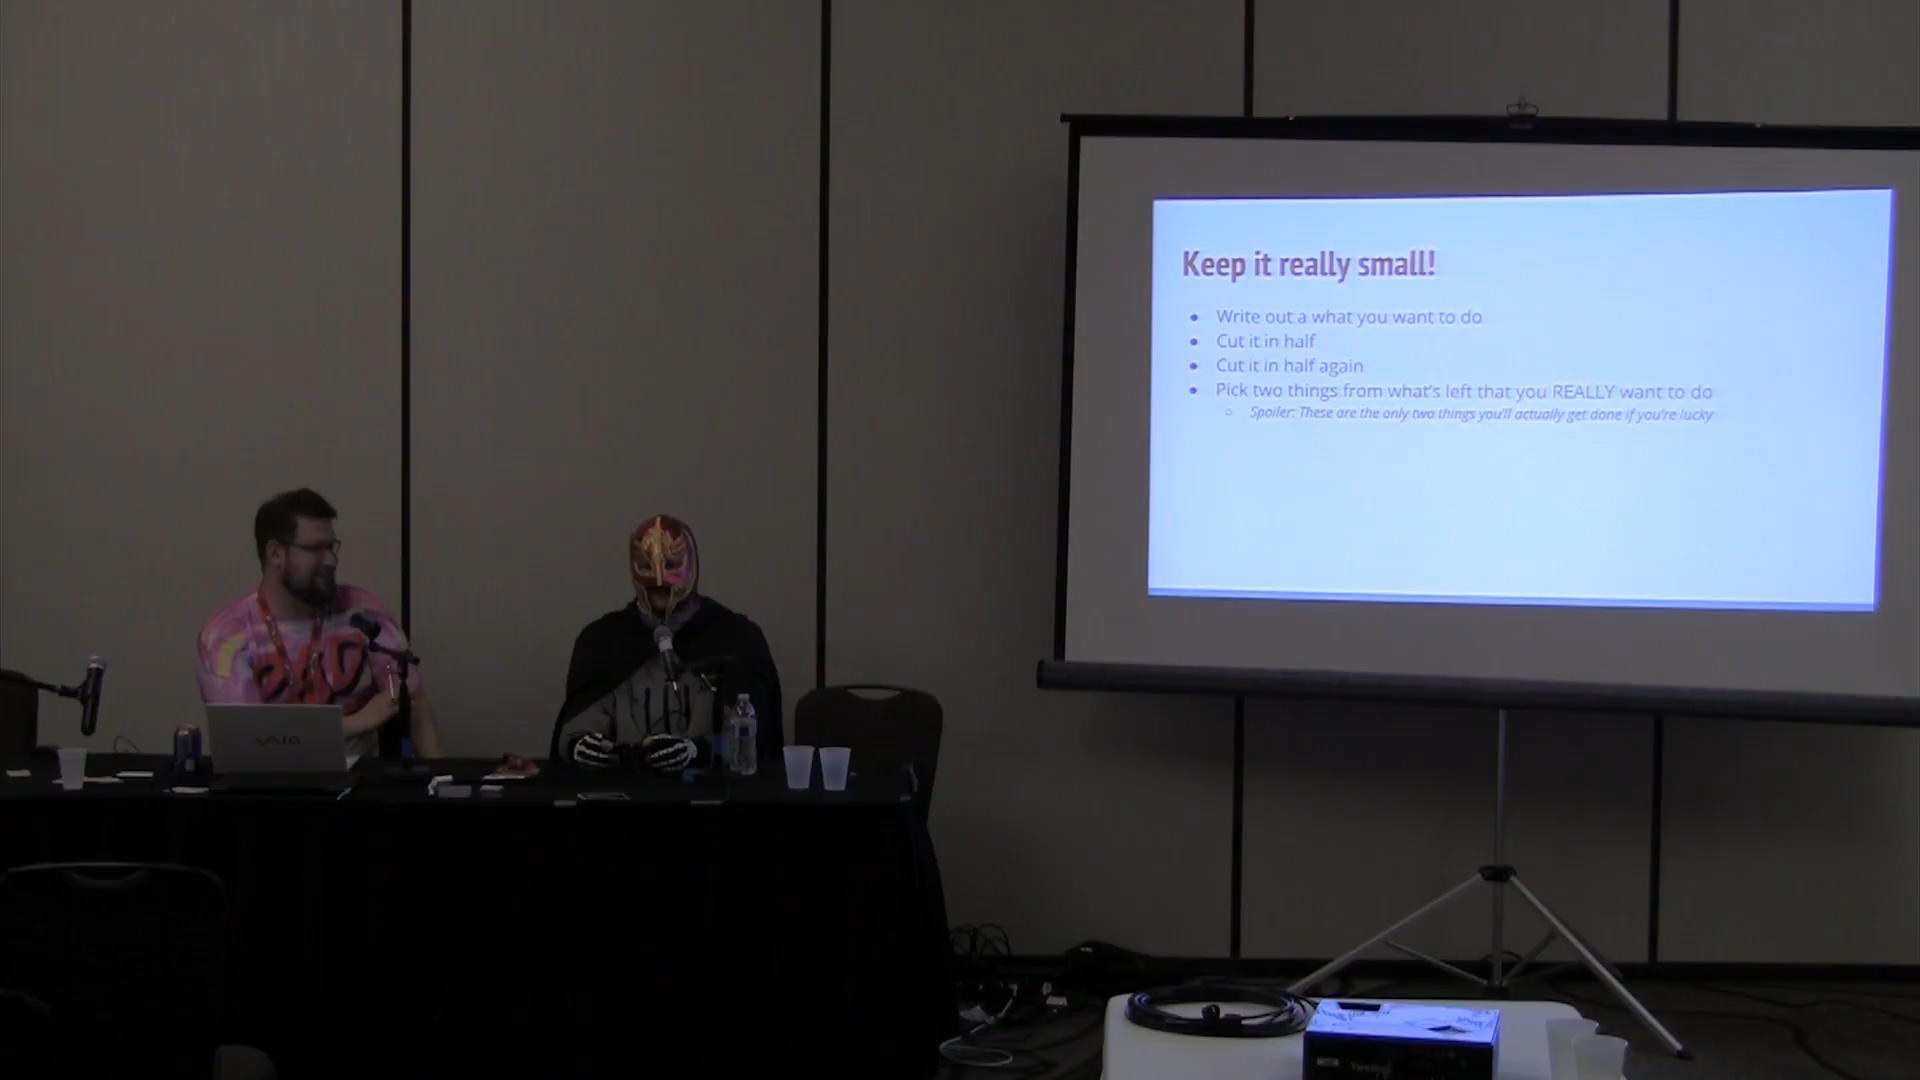 Keep it really small!
Write out a what you want to do
Cut it in half
Cut it in half again
Pick two things from what's left that you REALLY want to do
Spoiler: These are the only two things you'll actually get done if you're lucky
VAIO